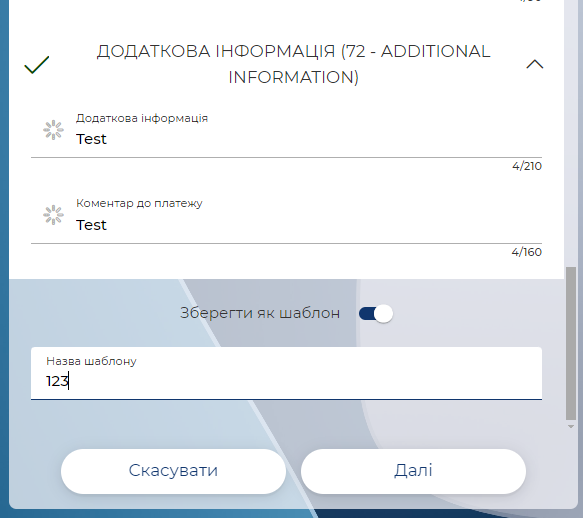 ДОДАТКОВА ІНФОРМАЦІЯ (72 - ADDITIONAL
INFORMATION)
Додаткова інформація
Test
4/210
Коментар до платежу
Test
4/160
Зберегти як шаблон
Назва шаблону
123
Скасувати
Далі